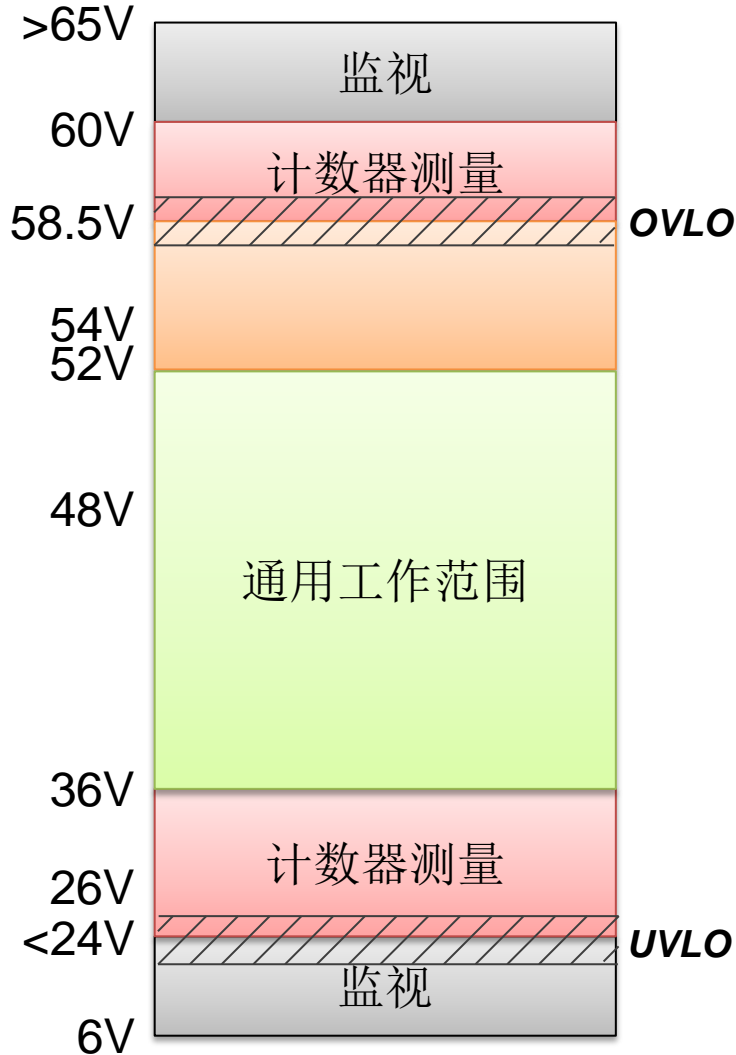 >65V
监视
60V
计数器测量
58.5V
OVLO
54V
52V
48V
通用工作范围
36V
计数器测量
26V
<24V
UVLO
监视
6V